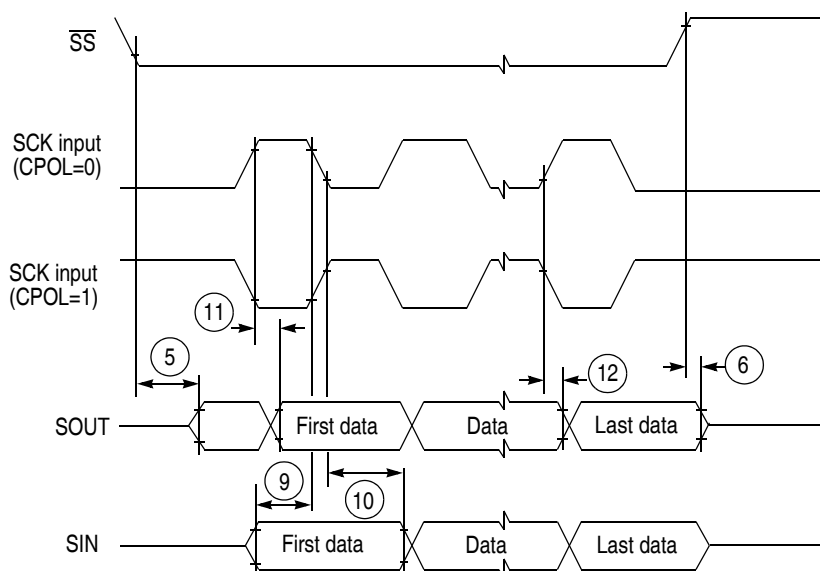 SS
SCK input
(CPOL=0)
SCK input
(CPOL=1)
11
5
12
6
SOUT
First data
Data
Last data
9
10
SIN
First data
Data
Last data